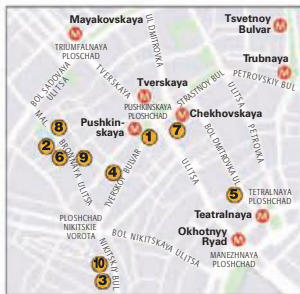 Mayakovskaya
M
TRIUMFALNAYA
PLOSHCHAD
UL DMITROVKA
Tsvetnoy
Bulvar
M
Trubnaya
M
PETROVSKIY BUL
BOL SADOVAYA
ULITSA
TVERSKAYA
Tverskaya
M
PUSHKINSKAYA
PLOSHCHAD
STRASTNOY BUL
Chekhovskaya
M
Pushkin-
skaya
M
1
7
MAL
BRONNAYA ULITSA
8
2
6
9
4
TVERSKOY BULVAR
ULITSA
BOL DMITROVKA UL
ULITSA
PETROVKA
5
TETRALNAYA
PLOSHCHAD
Teatralnaya
M
Okhotnyy
Ryad
M
MANEZHNAYA
PLOSHCHAD
PLOSHCHAD
NIKITSKIE
VOROTA
BOL NIKITSKAYA ULITSA
NIKITSKIY BUL
10
3